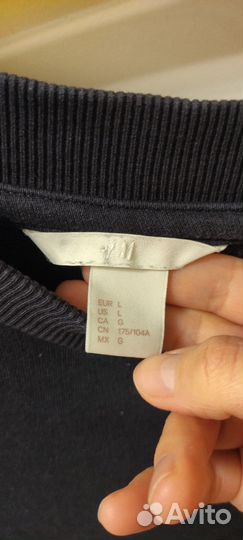 H&M
EUR L
US L
CA G
CN 175/104A
MX G
Avito